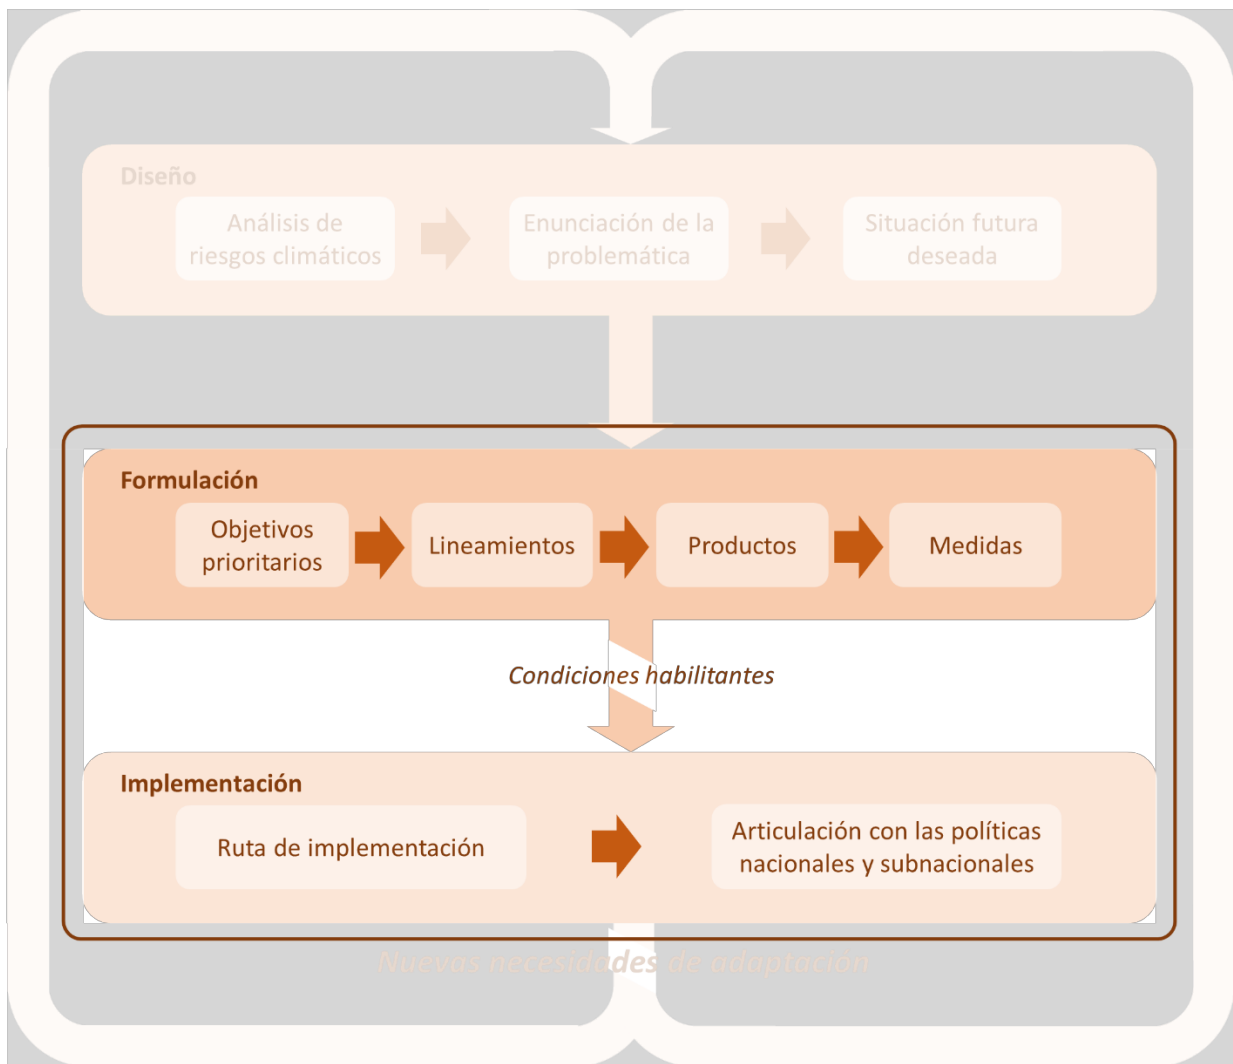 Diseño
Análisis de
riesgos climáticos
Enunciación de la
problemática
Situación futura
deseada
Formulación
Objetivos
prioritarios
Lineamientos
Productos
Medidas
Condiciones habilitantes
Implementación
Ruta de implementación
Articulación con las políticas
nacionales y subnacionales
Nuevas necesidades de adaptación